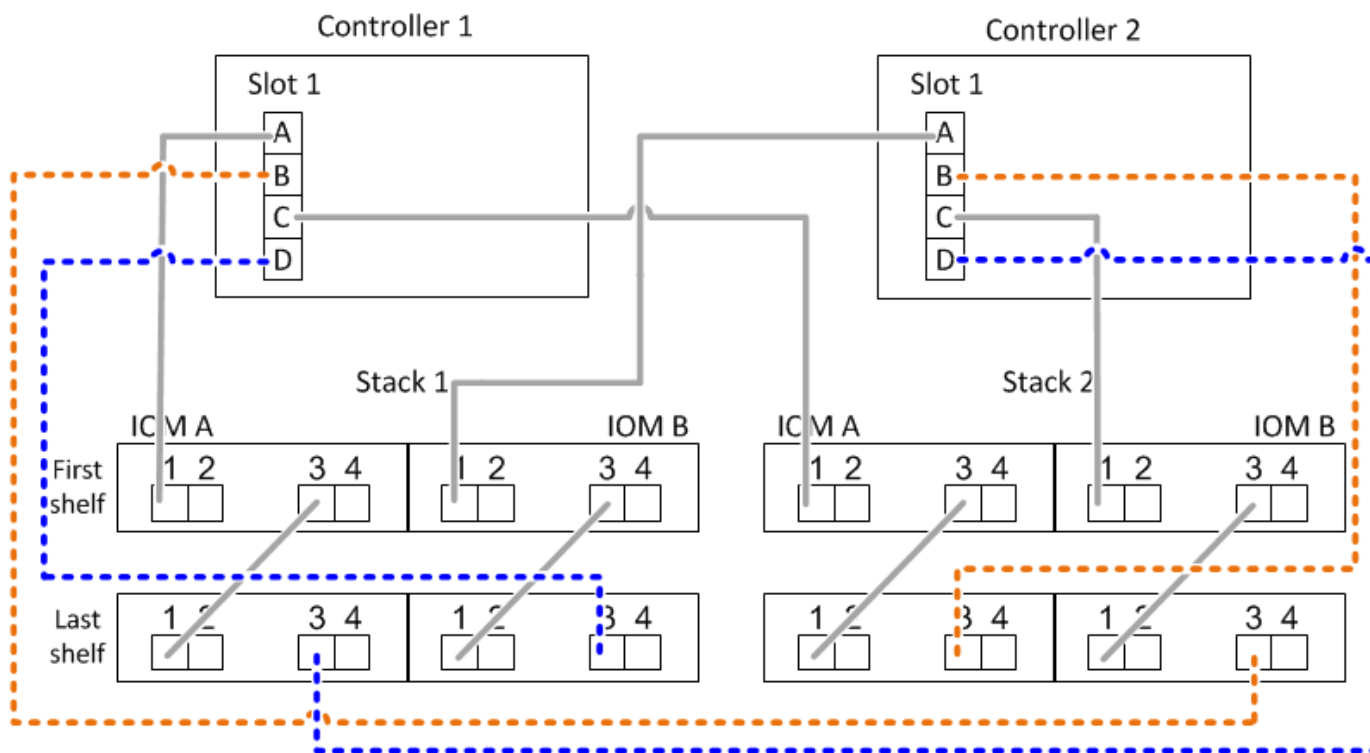 Controller 1
Controller 2
Slot 1
Slot 1
A
A
B
B
C
C
D
D
Stack 1
Stack 2
IOM A
IOM B
IOM A
IOM B
First shelf
1 2 3 4 1 2 3 4 1 2 3 4 1 2 3 4
Last shelf
1 2 3 4 1 2 3 4 1 2 3 4 1 2 3 4